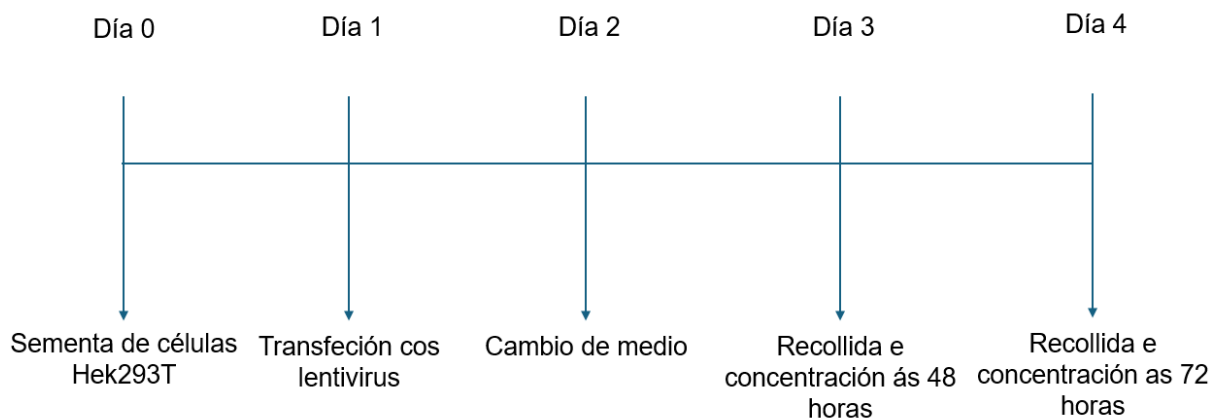 Día 0
Día 1
Día 2
Día 3
Día 4
Sementa de células
Hek293T
Transfeción cos
lentivirus
Cambio de medio
Recollida e
concentración ás 48
horas
Recollida e
concentración as 72
horas